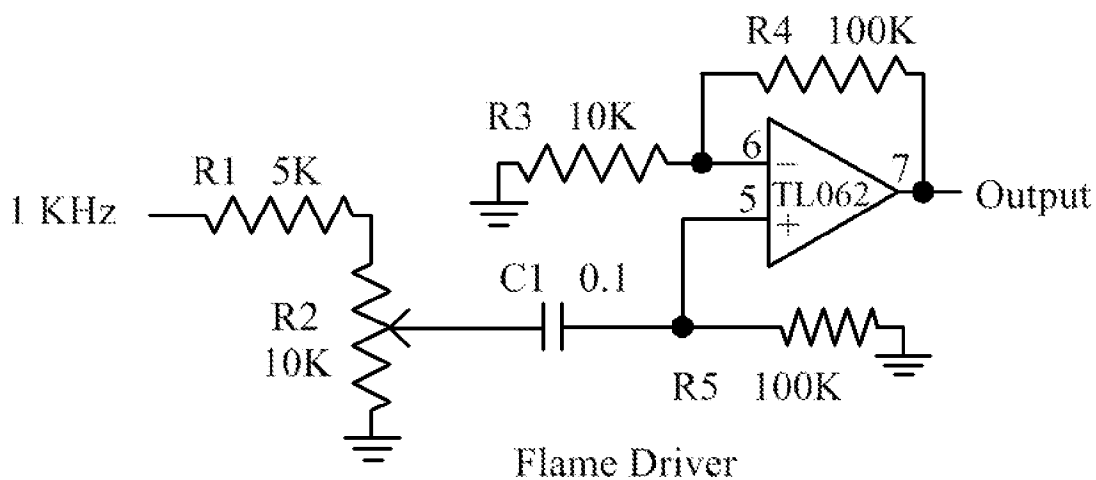 R4 100K
R3 10K
6 −
7
R1 5K
5 TL062
Output
1 KHz
+
C1 0.1
R2
10K
R5 100K
Flame Driver